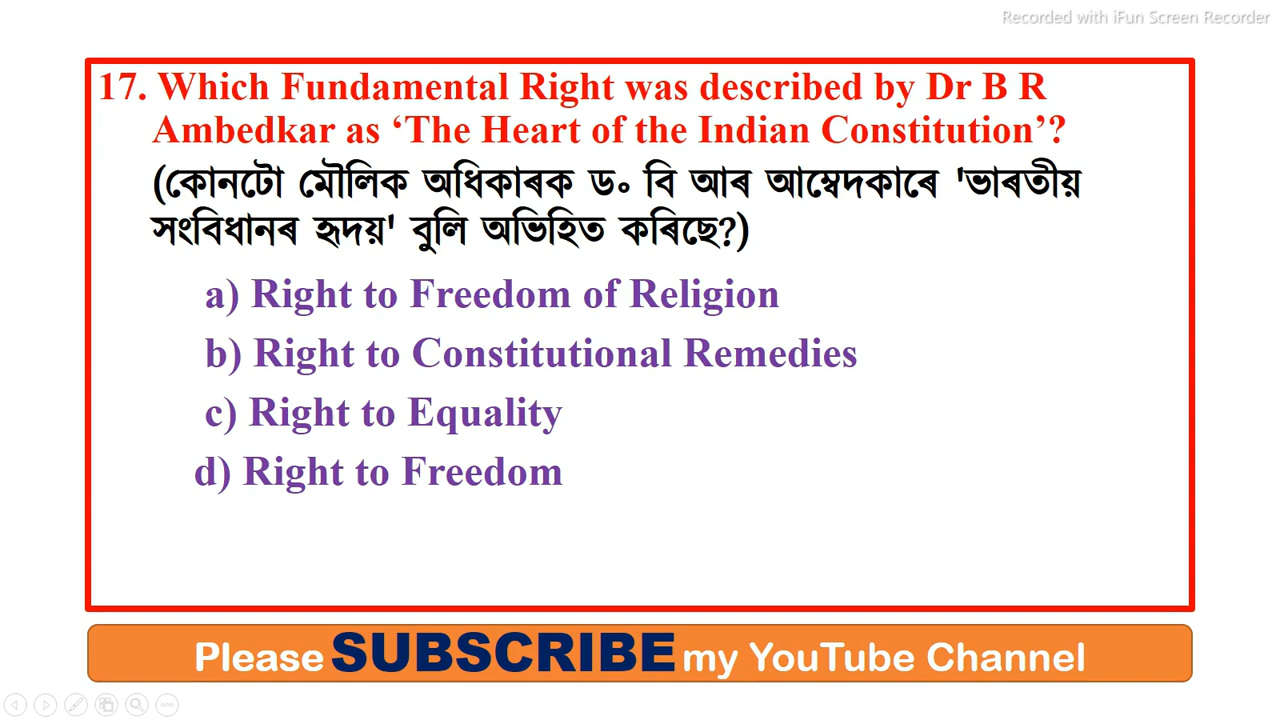 Recorded with iFun Screen Recorder
17. Which Fundamental Right was described by Dr B R
Ambedkar as ‘The Heart of the Indian Constitution’?
(কোনটো মৌলিক অধিকাৰক ড০ বি আৰ আম্বেদকাৰে 'ভাৰতীয়
সংবিধানৰ হৃদয়' বুলি অভিহিত কৰিছে?)
a) Right to Freedom of Religion
b) Right to Constitutional Remedies
c) Right to Equality
d) Right to Freedom
Please SUBSCRIBE my YouTube Channel